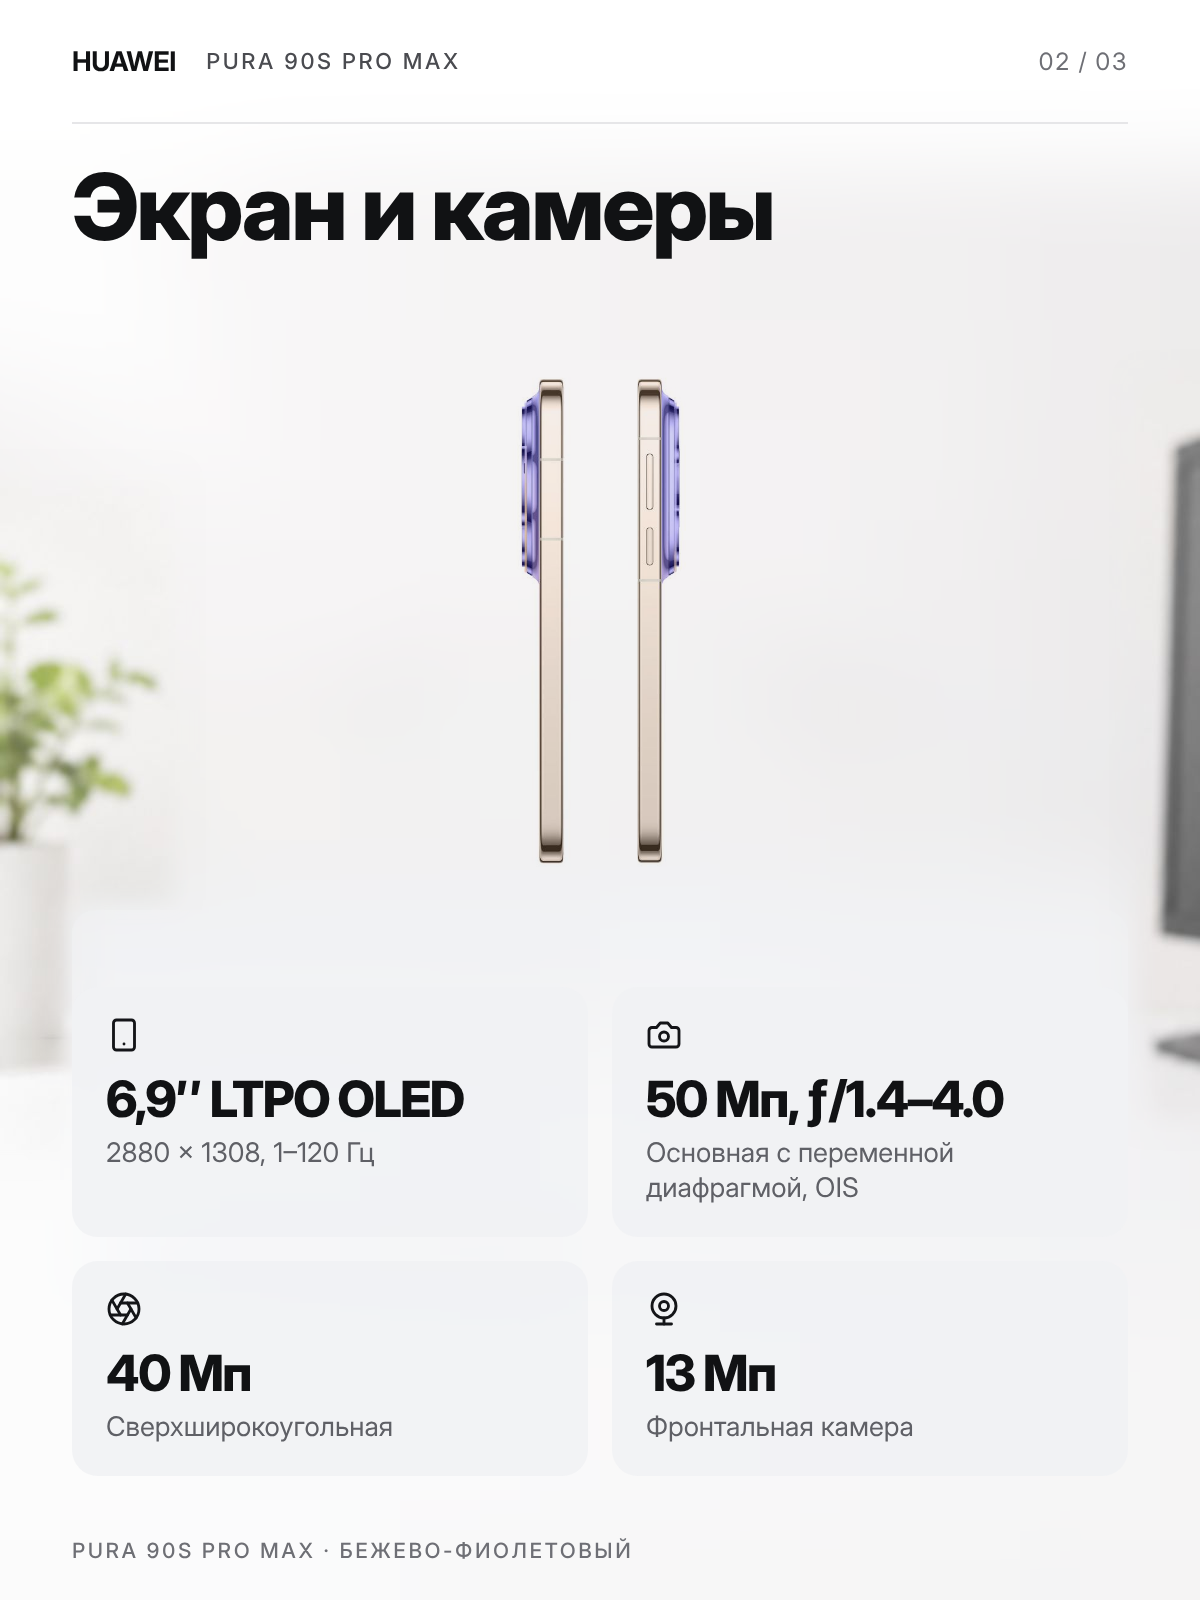 HUAWEI PURA 90S PRO MAX 02 / 03
Экран и камеры
6,9″ LTPO OLED
2880 × 1308, 1–120 Гц
50 Мп, ƒ/1.4–4.0
Основная с переменной
диафрагмой, OIS
40 Мп
Сверхширокоугольная
13 Мп
Фронтальная камера
PURA 90S PRO MAX · БЕЖЕВО-ФИОЛЕТОВЫЙ